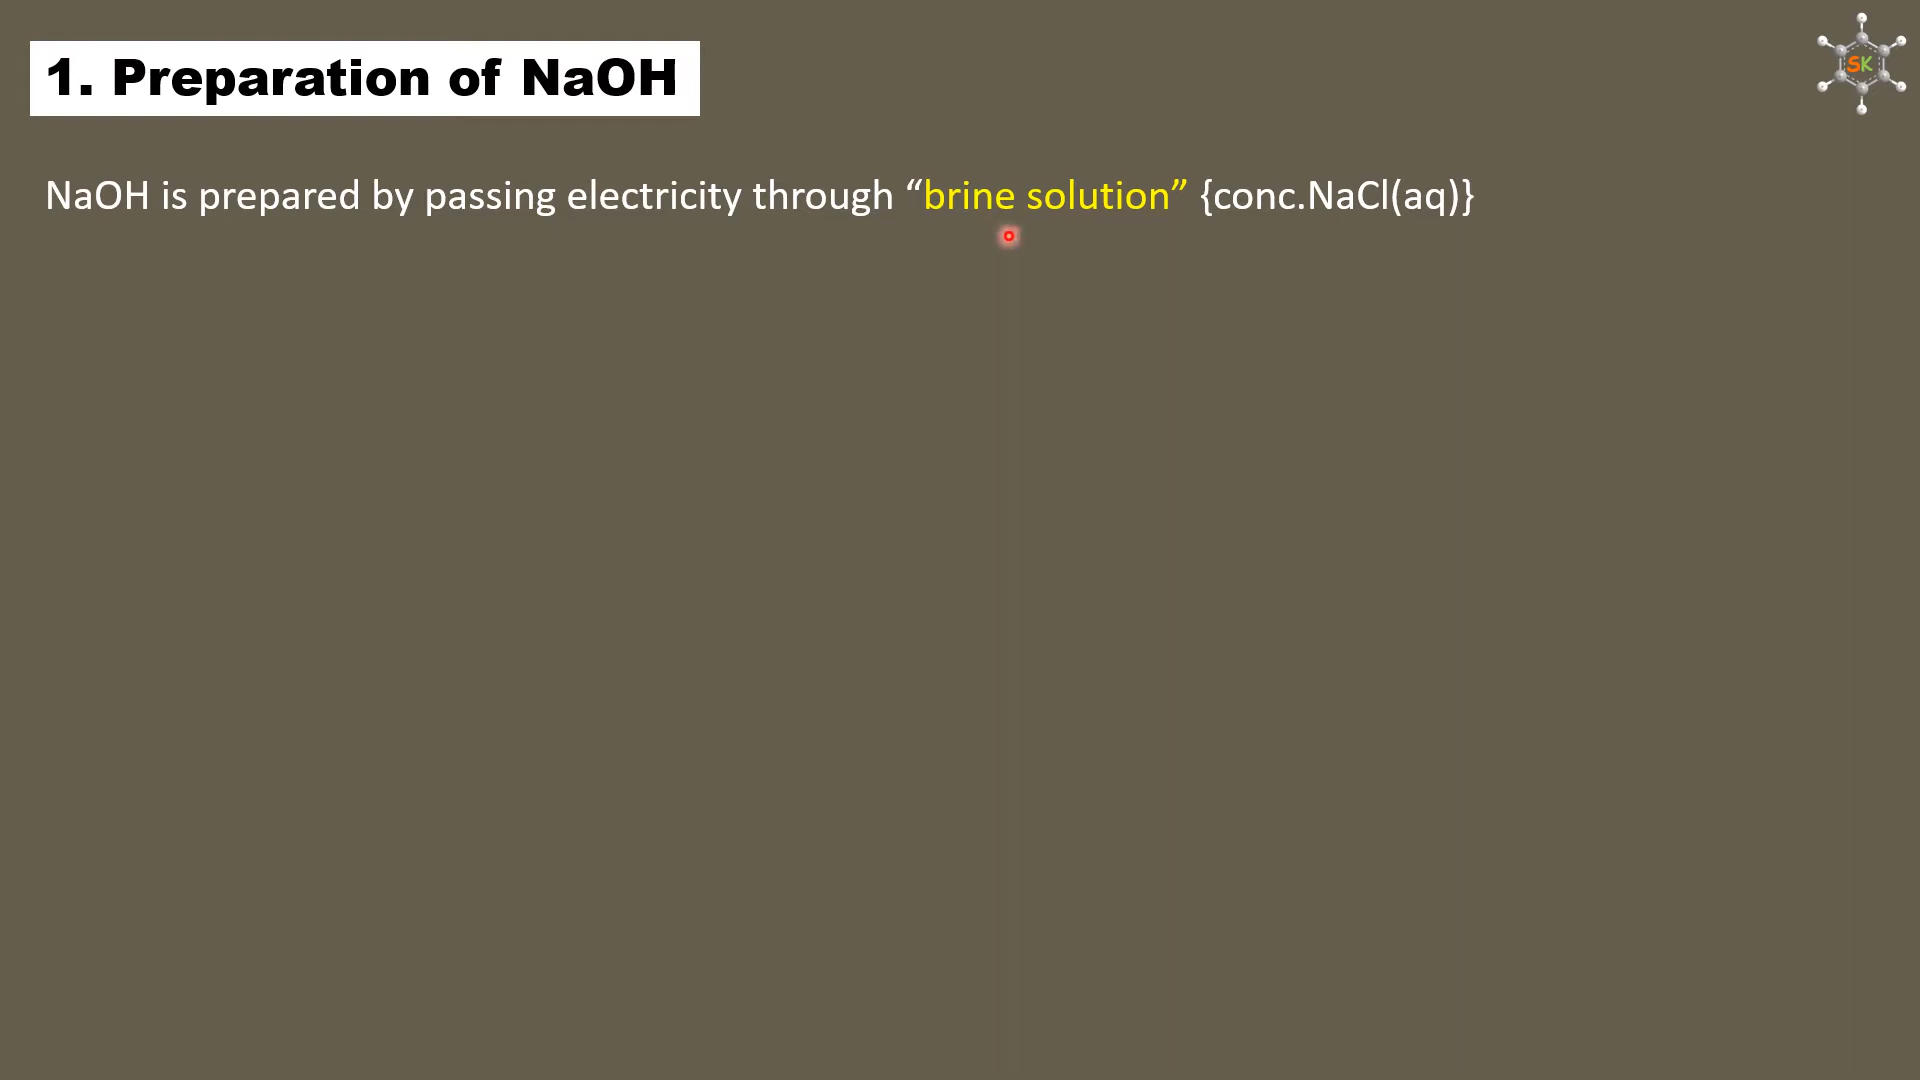 1. Preparation of NaOH
SK
NaOH is prepared by passing electricity through “brine solution” {conc.NaCl(aq)}